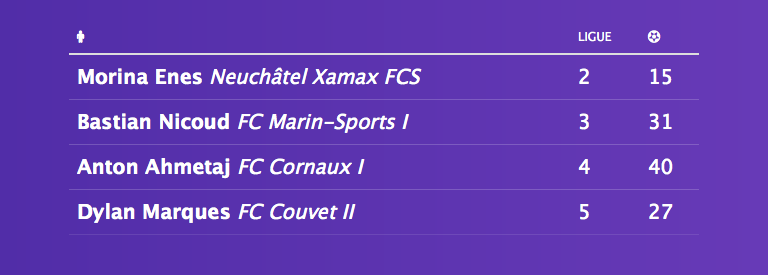 LIGUE
Morina Enes Neuchâtel Xamax FCS 2 15
Bastian Nicoud FC Marin-Sports I 3 31
Anton Ahmetaj FC Cornaux I 4 40
Dylan Marques FC Couvet II 5 27